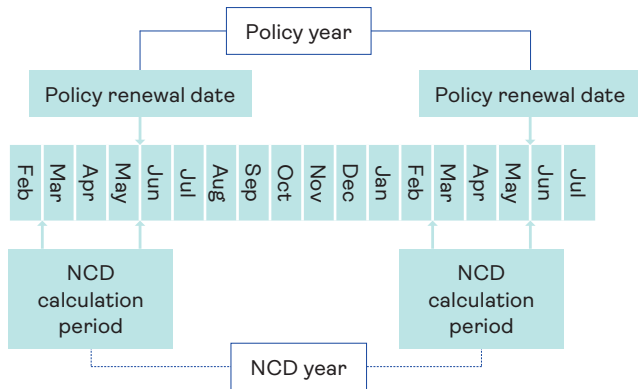 Policy year
Policy renewal date
Policy renewal date
Feb
Mar
Apr
May
Jun
Jul
Aug
Sep
Oct
Nov
Dec
Jan
Feb
Mar
Apr
May
Jun
Jul
NCD
calculation
period
NCD
calculation
period
NCD year